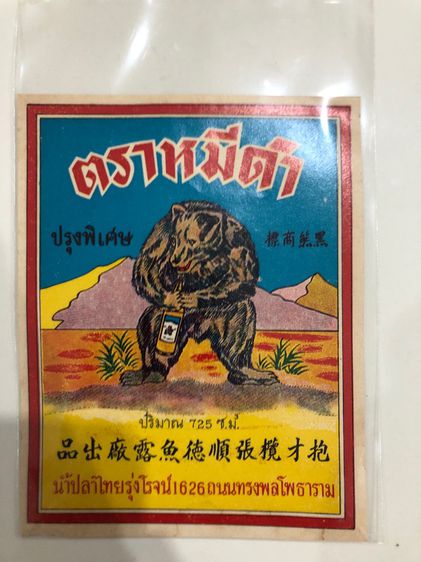 ตราหมีดำ
ปรุงพิเศษ
黑熊商標
ปริมาณ 725 ซ.ม.
抱才欖張順德魚露廠出品
น้ำปลาไทยรุ่งโรจน์1626ถนนทรงพลโพธาราม